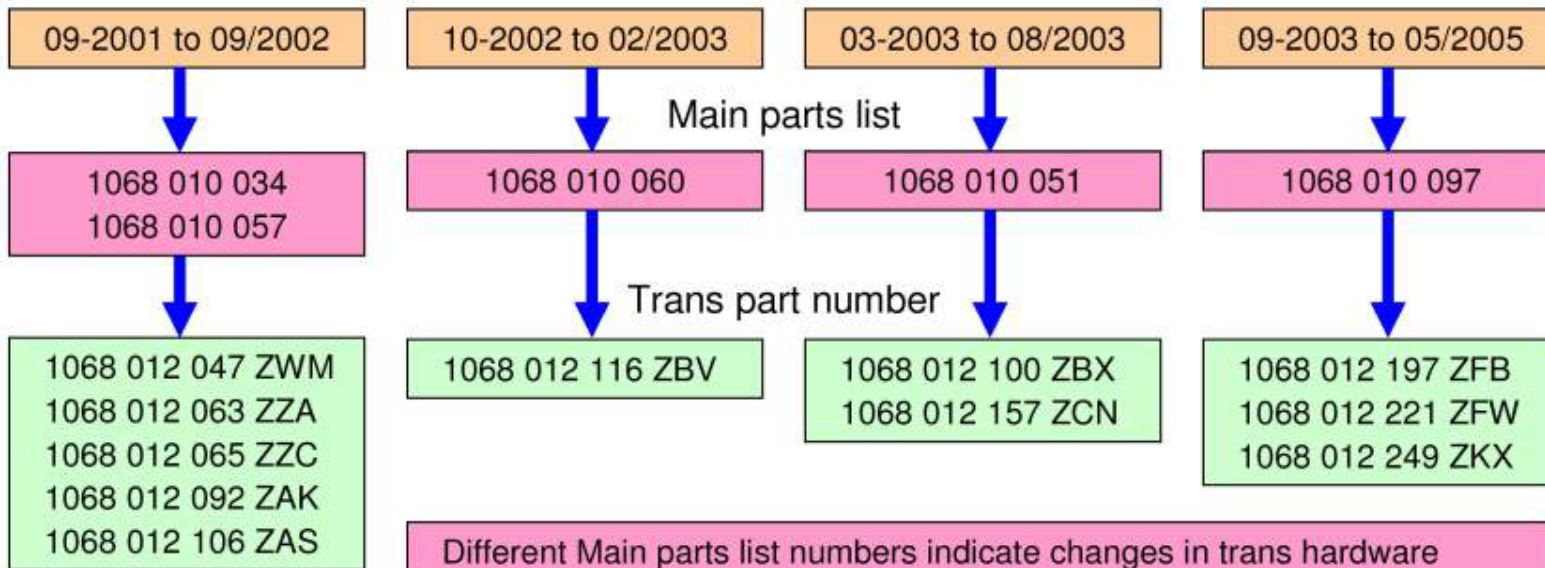 09-2001 to 09/2002
10-2002 to 02/2003
03-2003 to 08/2003
09-2003 to 05/2005
Main parts list
1068 010 034
1068 010 057
1068 010 060
1068 010 051
1068 010 097
Trans part number
1068 012 047 ZWM
1068 012 063 ZZA
1068 012 065 ZZC
1068 012 092 ZAK
1068 012 106 ZAS
1068 012 116 ZBV
1068 012 100 ZBX
1068 012 157 ZCN
1068 012 197 ZFB
1068 012 221 ZFW
1068 012 249 ZKX
Different Main parts list numbers indicate changes in trans hardware